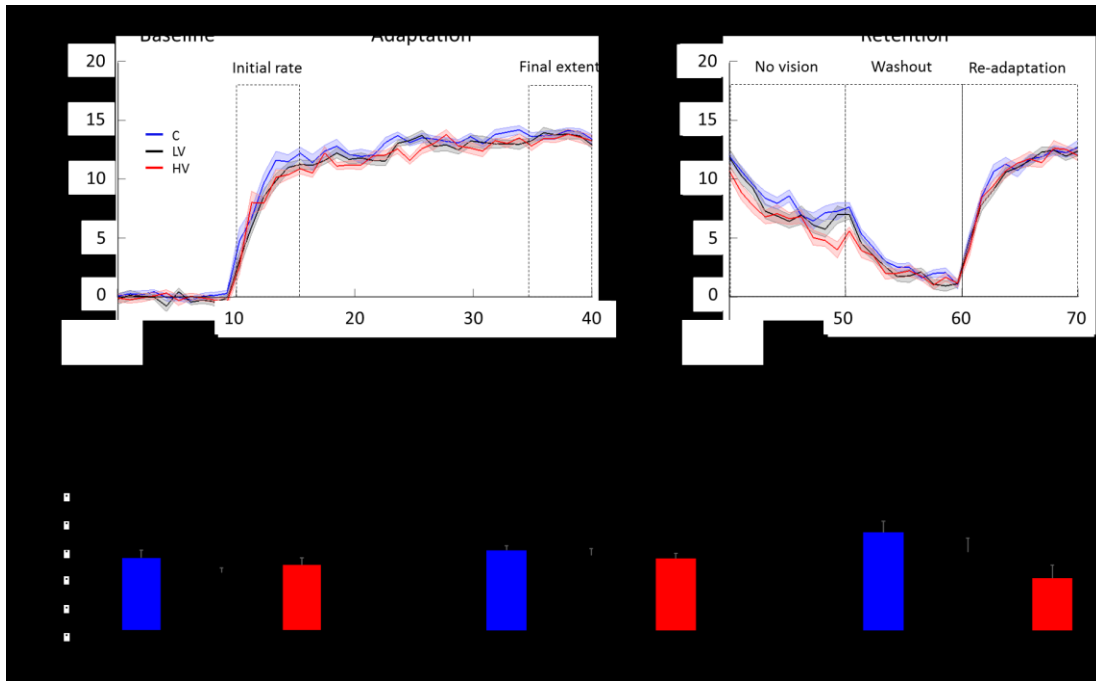 Baseline
Adaptation
Retention
20
Initial rate
Final extent
15
C
LV
HV
10
5
0
10
20
30
40
20
No vision
Washout
Re-adaptation
15
10
5
0
50
60
70